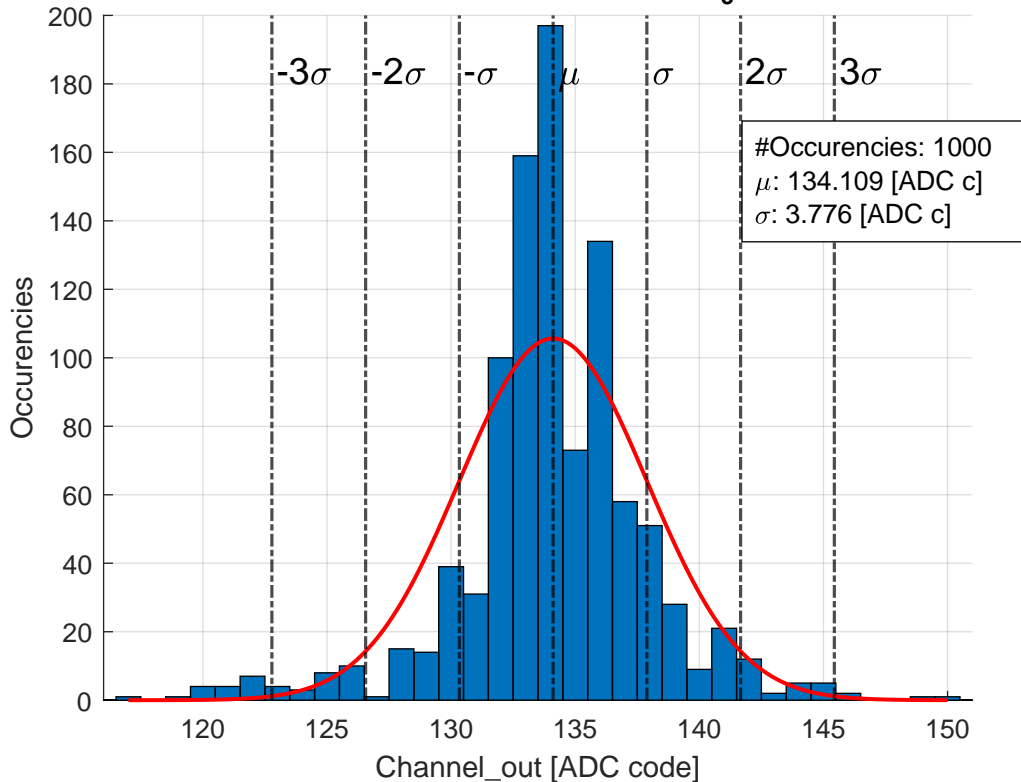 200
180
160
140
120
100
80
60
40
20
0
Occurencies
-3σ
-2σ
-σ
μ
σ
2σ
3σ
#Occurencies: 1000
μ: 134.109 [ADC c]
σ: 3.776 [ADC c]
120
125
130
135
140
145
150
Channel_out [ADC code]